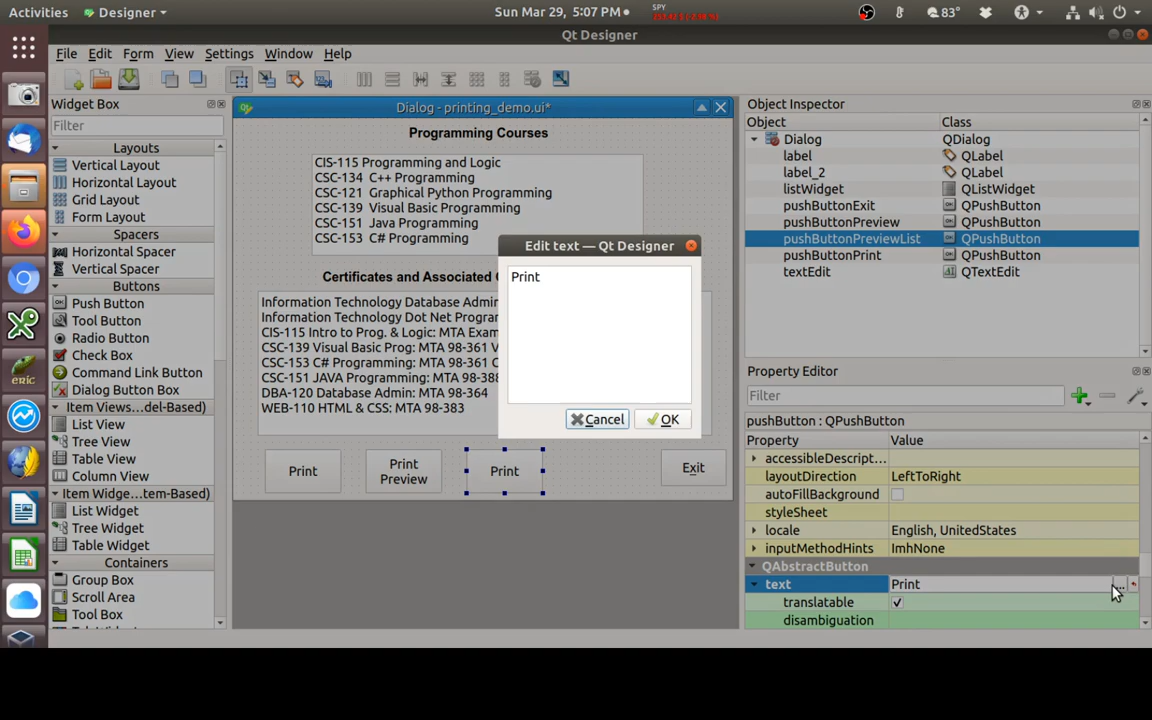 Activities
Designer
Sun Mar 29, 5:07 PM
SPY
83°
Qt Designer
File Edit Form View Settings Window Help
Widget Box
Filter
Layouts
Vertical Layout
Horizontal Layout
Grid Layout
Form Layout
Spacers
Horizontal Spacer
Vertical Spacer
Buttons
Push Button
Tool Button
Radio Button
Check Box
Command Link Button
Dialog Button Box
Item Views...del-Based)
List View
Tree View
Table View
Column View
Item Widge...tem-Based)
List Widget
Tree Widget
Table Widget
Containers
Group Box
Scroll Area
Tool Box
eric
Dialog - printing_demo.ui*
Programming Courses
CIS-115 Programming and Logic
CSC-134 C++ Programming
CSC-121 Graphical Python Programming
CSC-139 Visual Basic Programming
CSC-151 Java Programming
CSC-153 C# Programming
Certificates and Associated
Information Technology Database Admin
Information Technology Dot Net Program
CIS-115 Intro to Prog. & Logic: MTA Exam
CSC-139 Visual Basic Prog: MTA 98-361 V
CSC-153 C# Programming: MTA 98-361 C
CSC-151 JAVA Programming: MTA 98-388
DBA-120 Database Admin: MTA 98-364
WEB-110 HTML & CSS: MTA 98-383
Print
Print
Preview
Print
Exit
Edit text — Qt Designer
Print
Cancel
OK
Object Inspector
Object Class
Dialog QDialog
label QLabel
label_2 QLabel
listWidget QListWidget
pushButtonExit QPushButton
pushButtonPreview QPushButton
pushButtonPreviewList QPushButton
pushButtonPrint QPushButton
textEdit QTextEdit
Property Editor
Filter
pushButton : QPushButton
Property Value
accessibleDescript...
layoutDirection LeftToRight
autoFillBackground
styleSheet
locale English, UnitedStates
inputMethodHints ImhNone
QAbstractButton
text Print
translatable
disambiguation